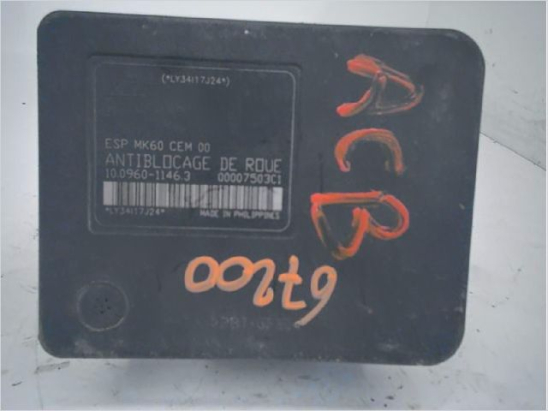 (*LY34I17J24*)
ESP MK60 CEM 00
ANTIBLOCAGE DE ROUE
10.0960-1146.3 00007503C1
*LY34I17J24*
MADE IN PHILIPPINES
ACB
67200